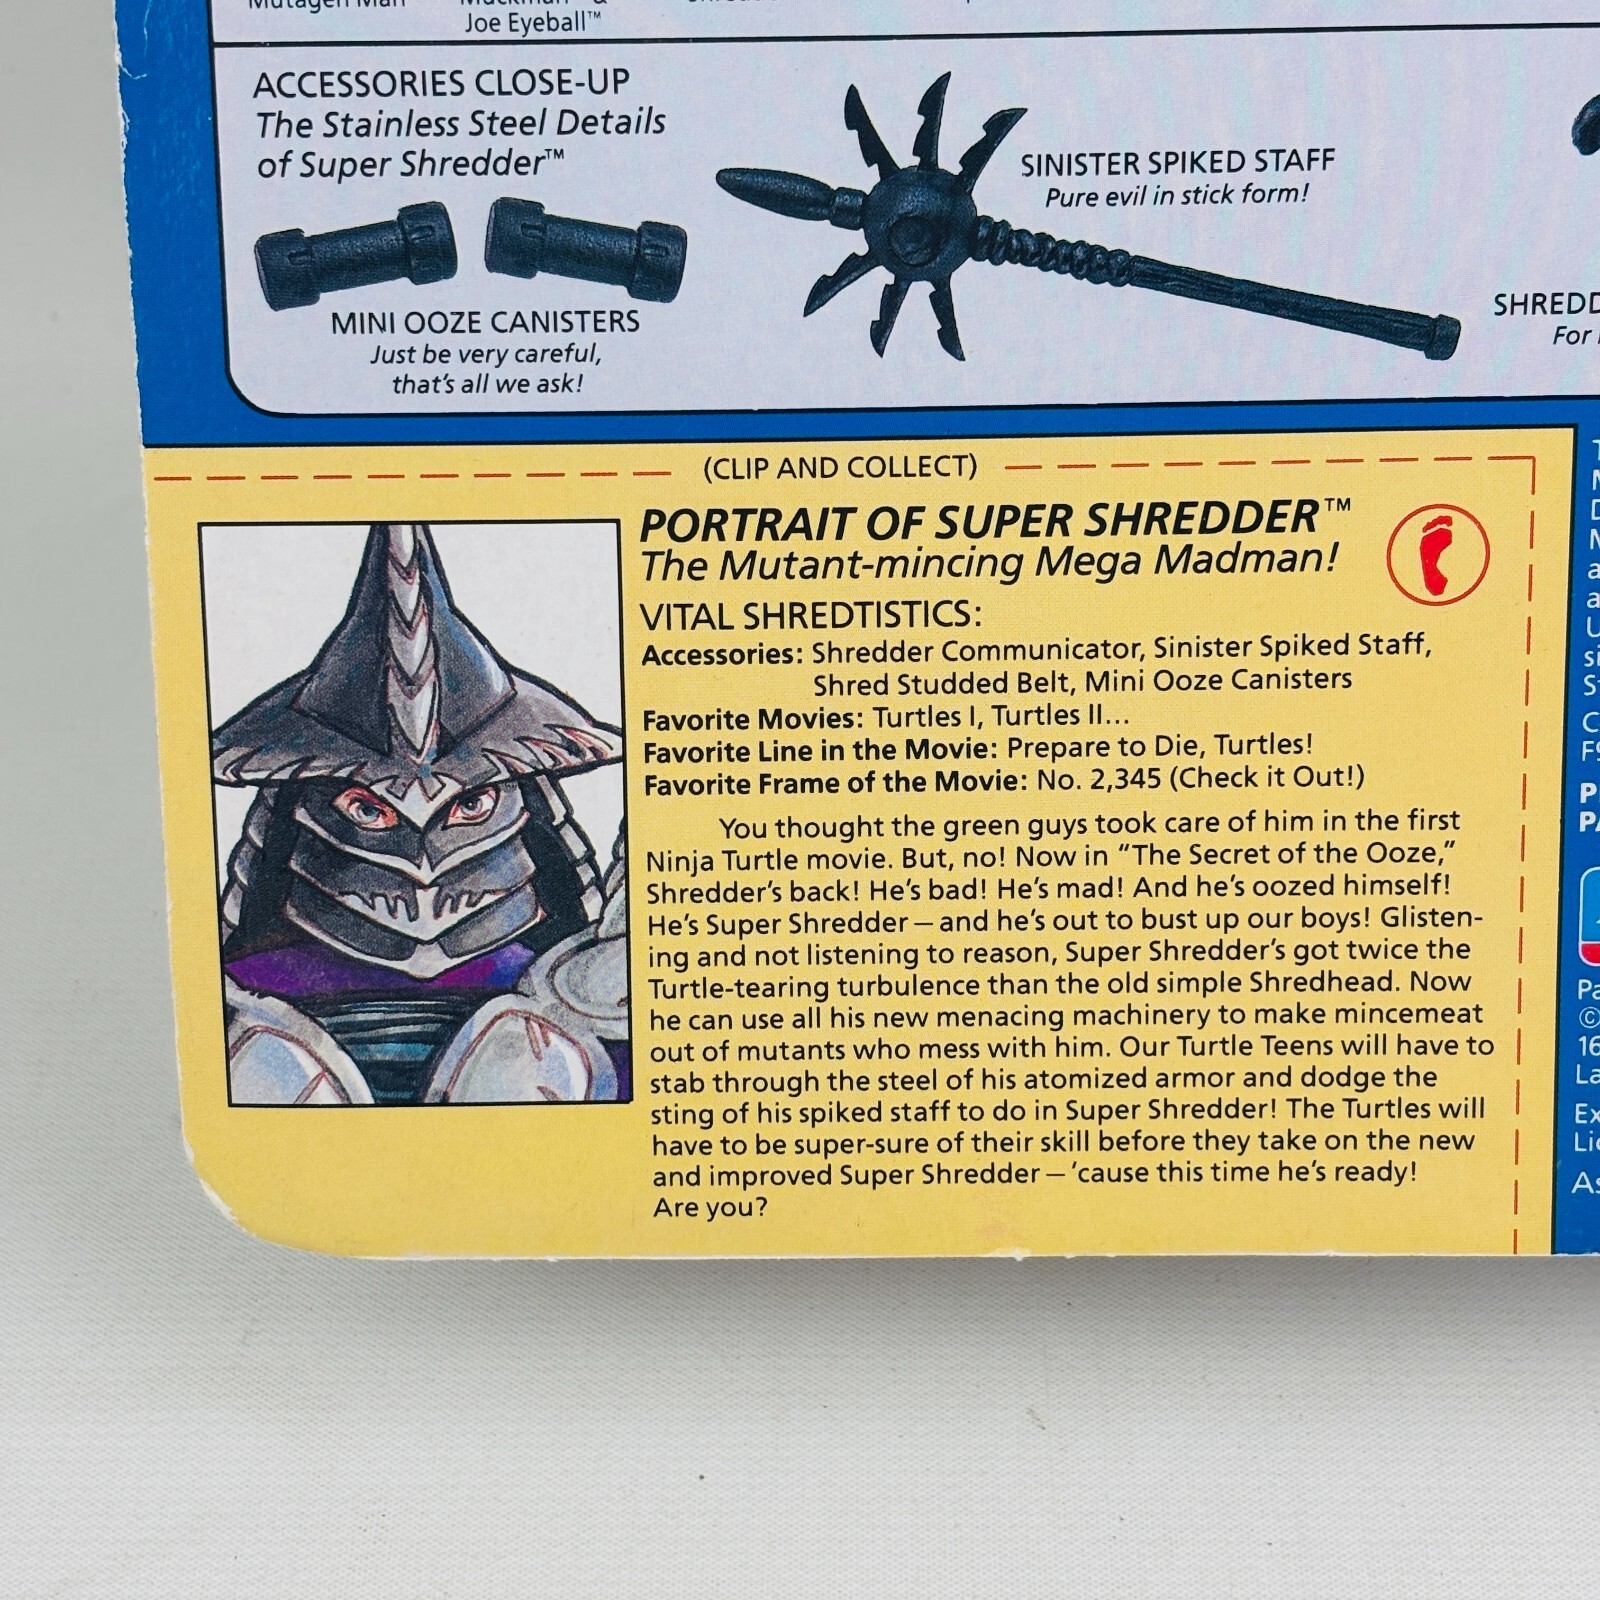 Mutagen Man
Joe Eyeball™
ACCESSORIES CLOSE-UP
The Stainless Steel Details
of Super Shredder™
MINI OOZE CANISTERS
Just be very careful,
that's all we ask!
SINISTER SPIKED STAFF
Pure evil in stick form!
SHREDD
For
(CLIP AND COLLECT)
PORTRAIT OF SUPER SHREDDER™
The Mutant-mincing Mega Madman!
VITAL SHREDTISTICS:
Accessories: Shredder Communicator, Sinister Spiked Staff,
Shred Studded Belt, Mini Ooze Canisters
Favorite Movies: Turtles I, Turtles II...
Favorite Line in the Movie: Prepare to Die, Turtles!
Favorite Frame of the Movie: No. 2,345 (Check it Out!)
You thought the green guys took care of him in the first
Ninja Turtle movie. But, no! Now in "The Secret of the Ooze,"
Shredder's back! He's bad! He's mad! And he's oozed himself!
He's Super Shredder — and he's out to bust up our boys! Glisten-
ing and not listening to reason, Super Shredder's got twice the
Turtle-tearing turbulence than the old simple Shredhead. Now
he can use all his new menacing machinery to make mincemeat
out of mutants who mess with him. Our Turtle Teens will have to
stab through the steel of his atomized armor and dodge the
sting of his spiked staff to do in Super Shredder! The Turtles will
have to be super-sure of their skill before they take on the new
and improved Super Shredder — 'cause this time he's ready!
Are you?